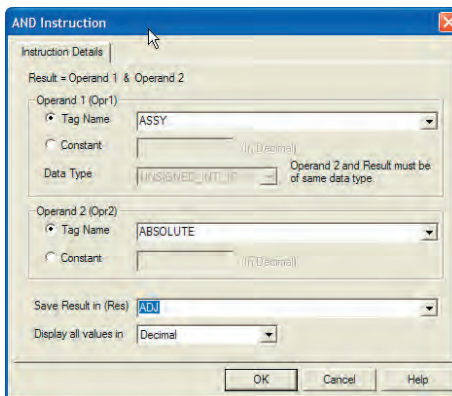 AND Instruction
Instruction Details
Result = Operand 1 & Operand 2
Operand 1 (Opr1)
Tag Name ASSY
Constant (In Decimal)
Data Type UNSIGNED_INT_16 Operand 2 and Result must be of same data type
Operand 2 (Opr2)
Tag Name ABSOLUTE
Constant (In Decimal)
Save Result in (Res) ADJ
Display all values in Decimal
OK Cancel Help